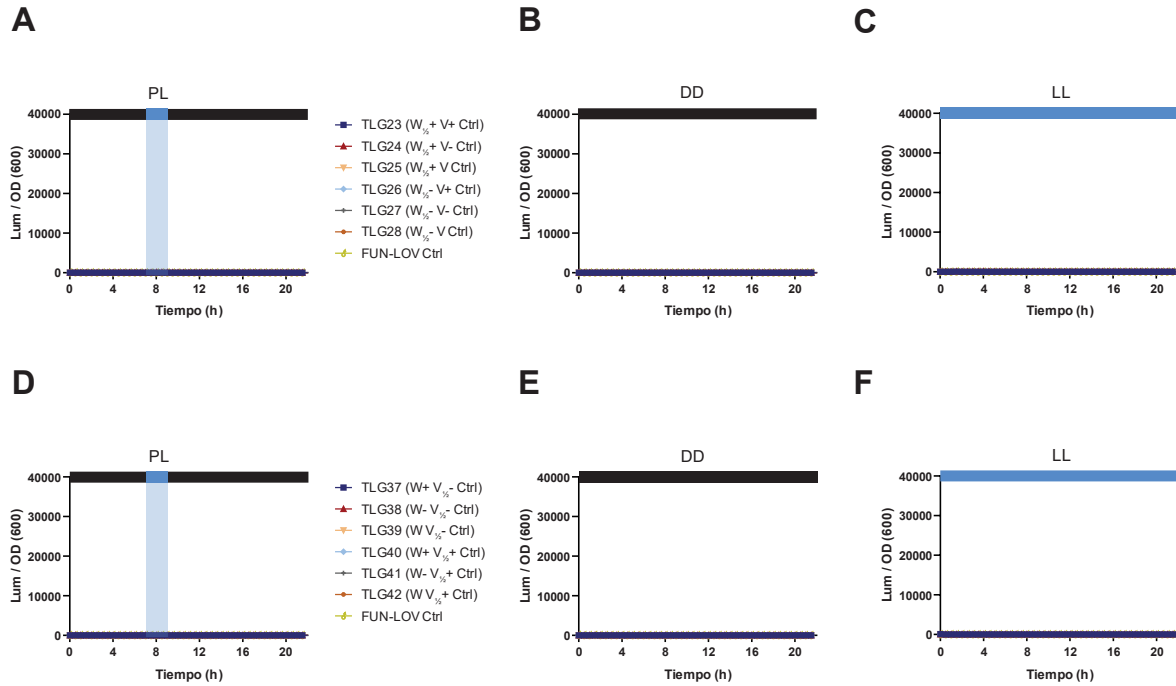 A
B
C
PL
DD
LL
Lum / OD (600)
40000
30000
20000
10000
0
0 4 8 12 16 20
Tiempo (h)
TLG23 (W½+ V+ Ctrl)
TLG24 (W½+ V- Ctrl)
TLG25 (W½+ V Ctrl)
TLG26 (W½- V+ Ctrl)
TLG27 (W½- V- Ctrl)
TLG28 (W½- V Ctrl)
FUN-LOV Ctrl
Lum / OD (600)
40000
30000
20000
10000
0
0 4 8 12 16 20
Tiempo (h)
Lum / OD (600)
40000
30000
20000
10000
0
0 4 8 12 16 20
Tiempo (h)
D
E
F
PL
DD
LL
Lum / OD (600)
40000
30000
20000
10000
0
0 4 8 12 16 20
Tiempo (h)
TLG37 (W+ V½- Ctrl)
TLG38 (W- V½- Ctrl)
TLG39 (W V½- Ctrl)
TLG40 (W+ V½+ Ctrl)
TLG41 (W- V½+ Ctrl)
TLG42 (W V½+ Ctrl)
FUN-LOV Ctrl
Lum / OD (600)
40000
30000
20000
10000
0
0 4 8 12 16 20
Tiempo (h)
Lum / OD (600)
40000
30000
20000
10000
0
0 4 8 12 16 20
Tiempo (h)